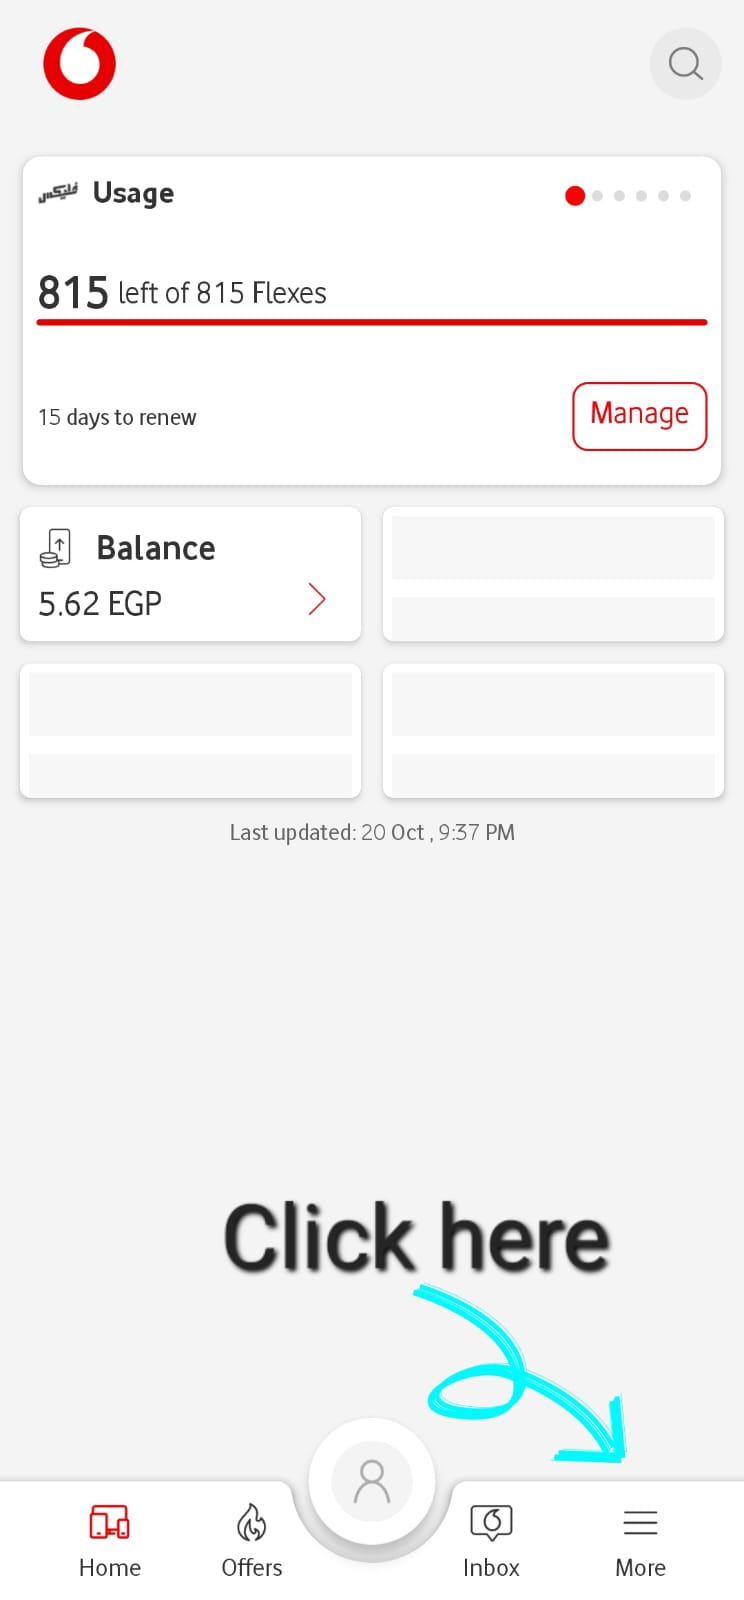 فليكس Usage
815 left of 815 Flexes
15 days to renew
Manage
Balance
5.62 EGP
Last updated: 20 Oct , 9:37 PM
Click here
Home
Offers
Inbox
More